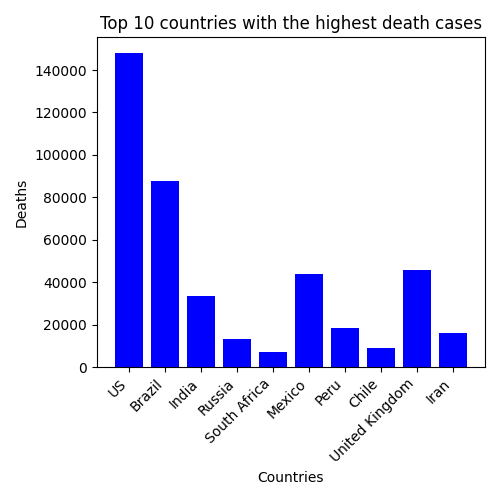 Top 10 countries with the highest death cases
Deaths
140000
120000
100000
80000
60000
40000
20000
0
US
Brazil
India
Russia
South Africa
Mexico
Peru
Chile
United Kingdom
Iran
Countries